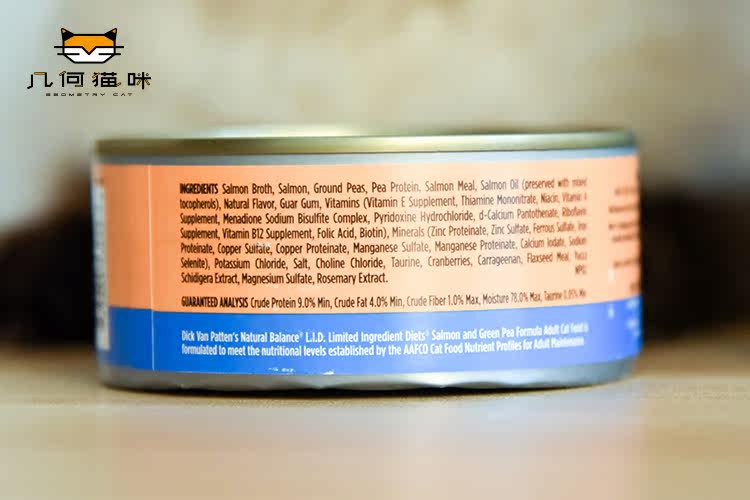 几何猫咪
GEOMETRY CAT
INGREDIENTS Salmon Broth, Salmon, Ground Peas, Pea Protein, Salmon Meal, Salmon Oil (preserved with mixed
tocopherols), Natural Flavor, Guar Gum, Vitamins (Vitamin E Supplement, Thiamine Mononitrate, Niacin, Vitamin A
Supplement, Menadione Sodium Bisulfite Complex, Pyridoxine Hydrochloride, d-Calcium Pantothenate, Riboflavin
Supplement, Vitamin B12 Supplement, Folic Acid, Biotin), Minerals (Zinc Proteinate, Zinc Sulfate, Ferrous Sulfate, Iron
Proteinate, Copper Sulfate, Copper Proteinate, Manganese Sulfate, Manganese Proteinate, Calcium Iodate, Sodium
Selenite), Potassium Chloride, Salt, Choline Chloride, Taurine, Cranberries, Carrageenan, Flaxseed Meal, Yucca
Schidigera Extract, Magnesium Sulfate, Rosemary Extract.
GUARANTEED ANALYSIS Crude Protein 9.0% Min, Crude Fat 4.0% Min, Crude Fiber 1.0% Max, Moisture 78.0% Max, Taurine 0.05% Min
Dick Van Patten's Natural Balance® L.I.D. Limited Ingredient Diets® Salmon and Green Pea Formula Adult Cat Food is
formulated to meet the nutritional levels established by the AAFCO Cat Food Nutrient Profiles for Adult Maintenance.